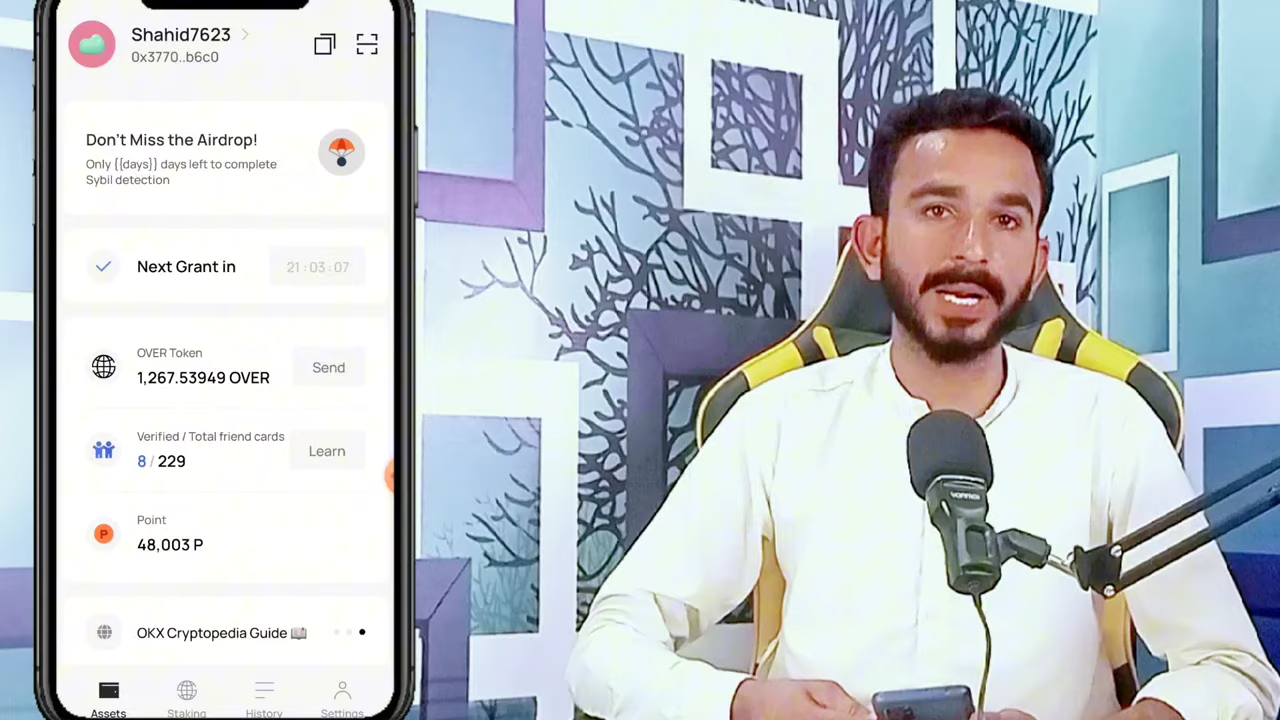 Shahid7623
0x3770..b6c0
Don't Miss the Airdrop!
Only {{days}} days left to complete
Sybil detection
Next Grant in
21:03:07
OVER Token
1,267.53949 OVER
Send
Verified / Total friend cards
8 / 229
Learn
P
Point
48,003 P
OKX Cryptopedia Guide 📖
Assets
Staking
History
Settings